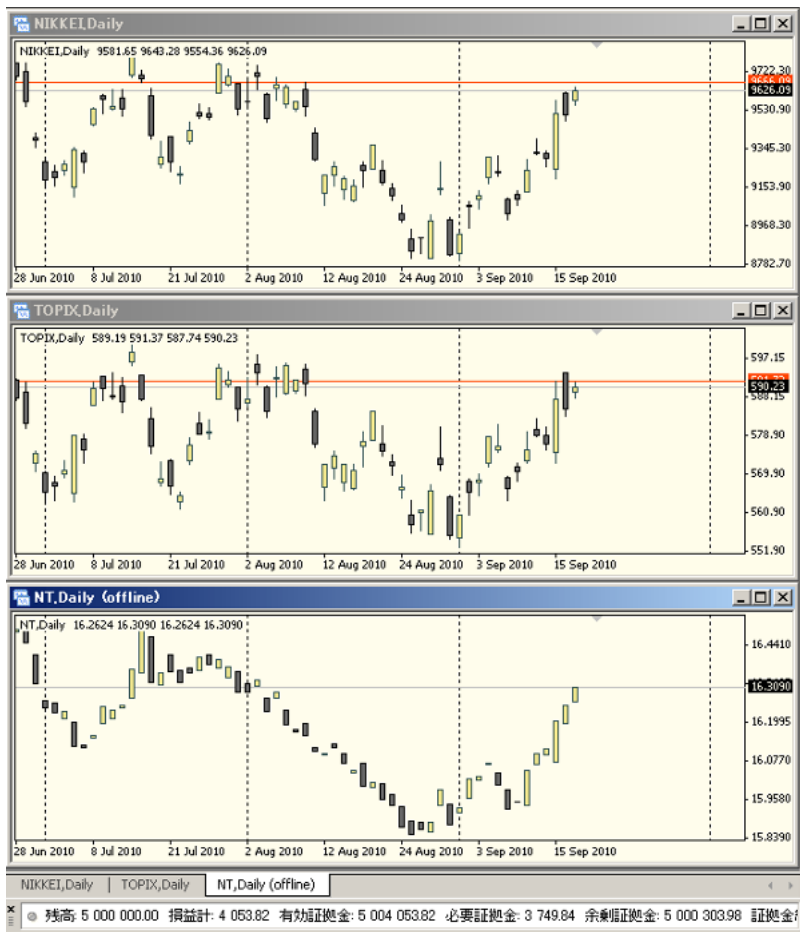 NIKKEI,Daily
NIKKEI,Daily 9581.65 9643.28 9554.36 9626.09
9722.30
9666.09
9626.09
9530.90
9345.30
9153.90
8968.30
8782.70
28 Jun 2010 8 Jul 2010 21 Jul 2010 2 Aug 2010 12 Aug 2010 24 Aug 2010 3 Sep 2010 15 Sep 2010
TOPIX,Daily
TOPIX,Daily 589.19 591.37 587.74 590.23
597.15
590.23
588.15
578.90
569.90
560.90
551.90
28 Jun 2010 8 Jul 2010 21 Jul 2010 2 Aug 2010 12 Aug 2010 24 Aug 2010 3 Sep 2010 15 Sep 2010
NT,Daily (offline)
NT,Daily 16.2624 16.3090 16.2624 16.3090
16.4410
16.3090
16.1995
16.0770
15.9580
15.8390
28 Jun 2010 8 Jul 2010 21 Jul 2010 2 Aug 2010 12 Aug 2010 24 Aug 2010 3 Sep 2010 15 Sep 2010
NIKKEI,Daily TOPIX,Daily NT,Daily (offline)
残高: 5 000 000.00 損益計: 4 053.82 有効証拠金: 5 004 053.82 必要証拠金: 3 749.84 余剰証拠金: 5 000 303.98 証拠金